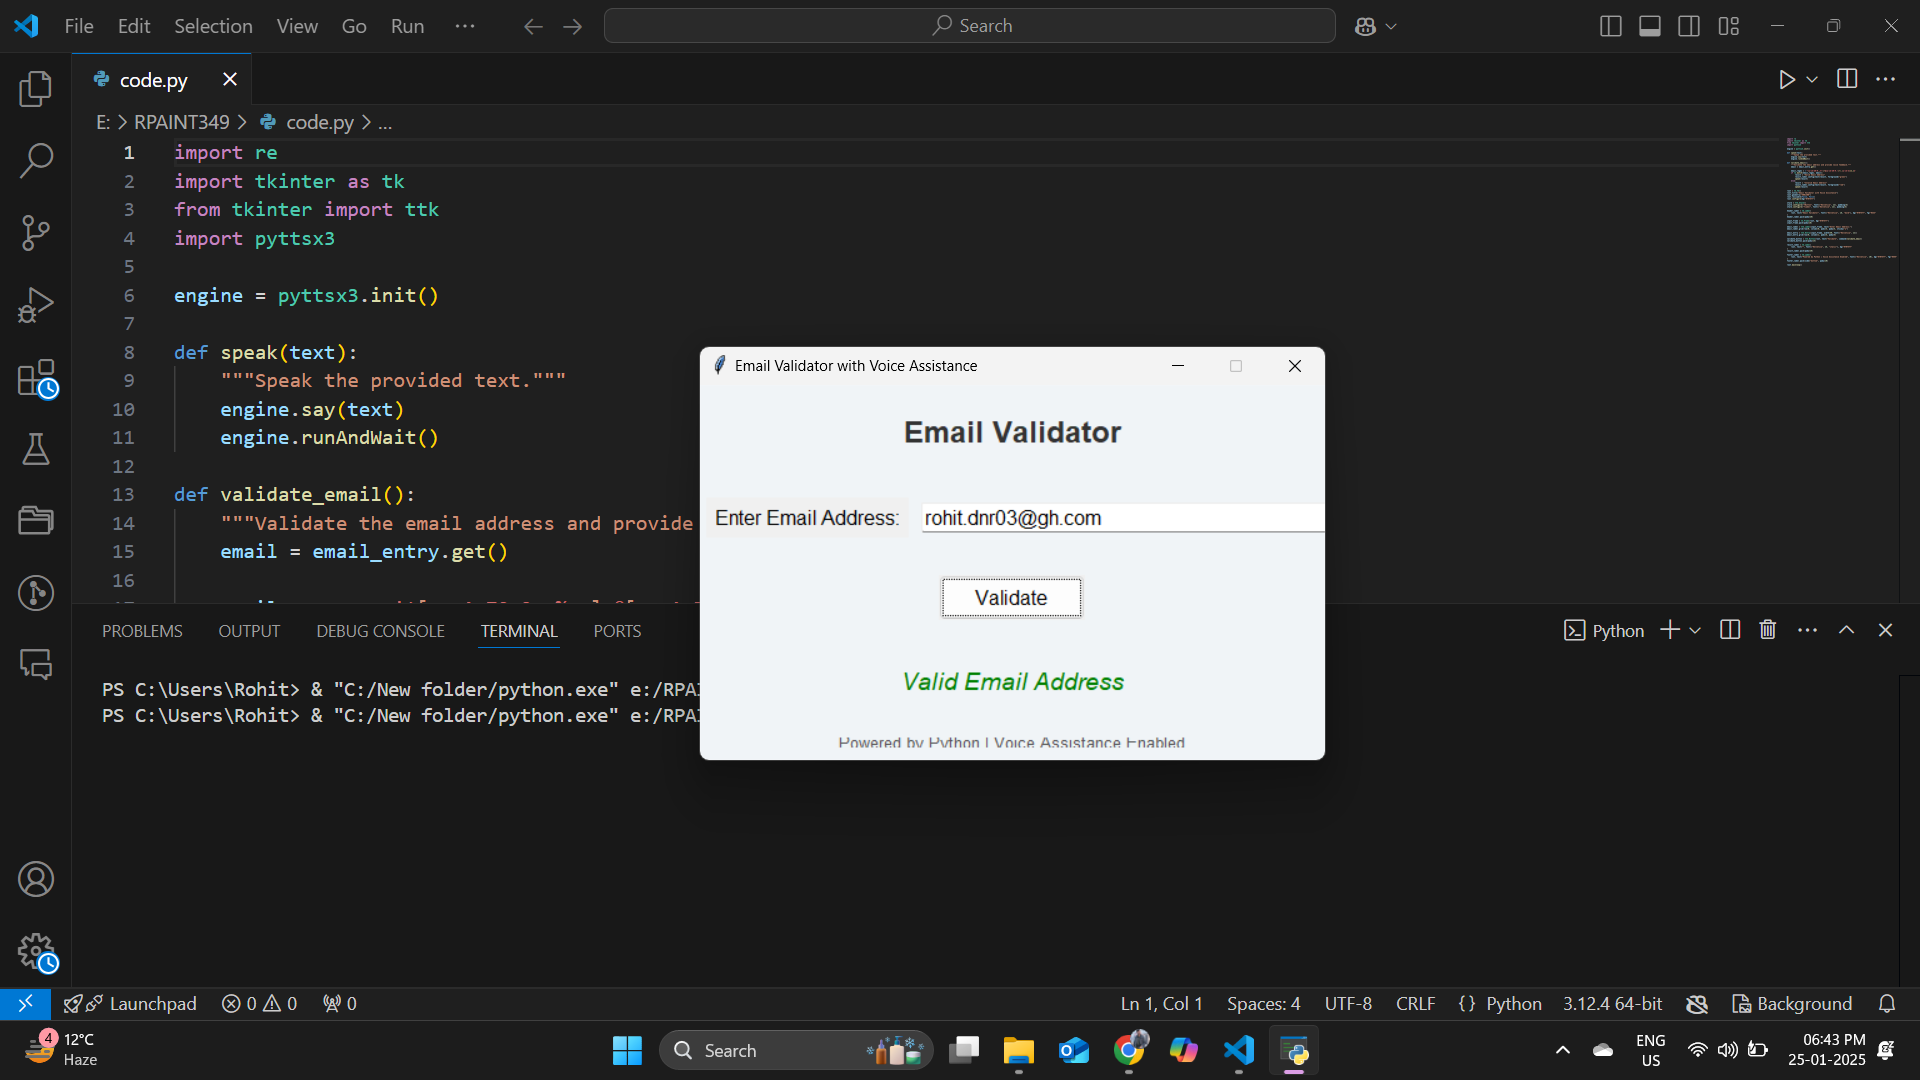 File Edit Selection View Go Run ... Search
code.py
E: > RPAINT349 > code.py > ...
1 import re
2 import tkinter as tk
3 from tkinter import ttk
4 import pyttsx3
5
6 engine = pyttsx3.init()
7
8 def speak(text):
9 """Speak the provided text."""
10 engine.say(text)
11 engine.runAndWait()
12
13 def validate_email():
14 """Validate the email address and provide
15 email = email_entry.get()
16
Email Validator with Voice Assistance
Email Validator
Enter Email Address: rohit.dnr03@gh.com
Validate
Valid Email Address
Powered by Python | Voice Assistance Enabled
PROBLEMS OUTPUT DEBUG CONSOLE TERMINAL PORTS Python
PS C:\Users\Rohit> & "C:/New folder/python.exe" e:/RPAI
PS C:\Users\Rohit> & "C:/New folder/python.exe" e:/RPAI
Launchpad 0 0 0 Ln 1, Col 1 Spaces: 4 UTF-8 CRLF {} Python 3.12.4 64-bit Background
4 12°C
Haze
Search
ENG
US
06:43 PM
25-01-2025